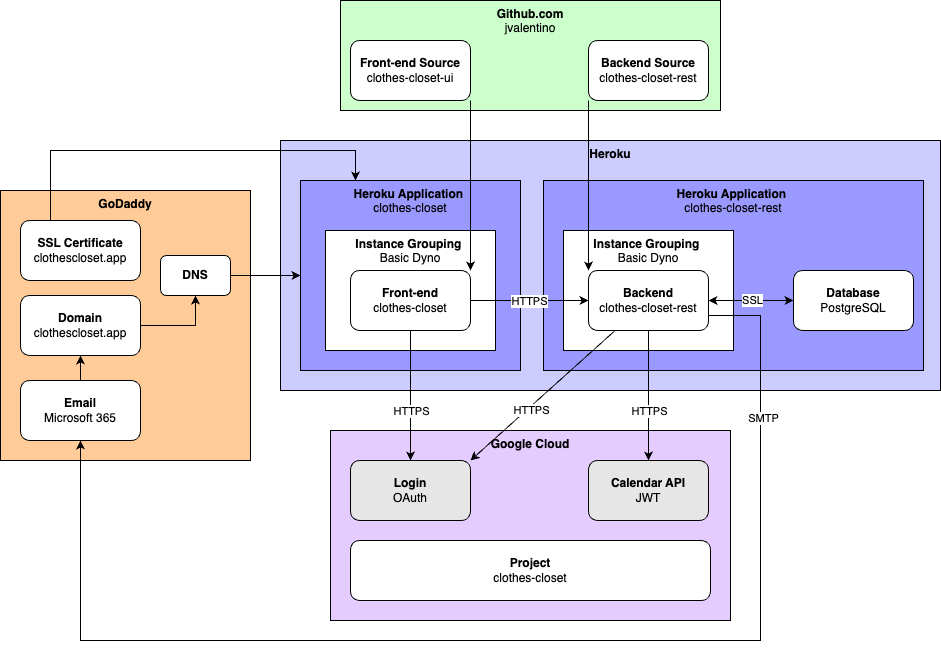 Github.com
jvalentino
Front-end Source
clothes-closet-ui
Backend Source
clothes-closet-rest
Heroku
Heroku Application
clothes-closet
Heroku Application
clothes-closet-rest
GoDaddy
SSL Certificate
clothescloset.app
DNS
Domain
clothescloset.app
Email
Microsoft 365
Instance Grouping
Basic Dyno
Front-end
clothes-closet
HTTPS
Instance Grouping
Basic Dyno
Backend
clothes-closet-rest
SSL
Database
PostgreSQL
HTTPS
HTTPS
HTTPS
SMTP
Google Cloud
Login
OAuth
Calendar API
JWT
Project
clothes-closet